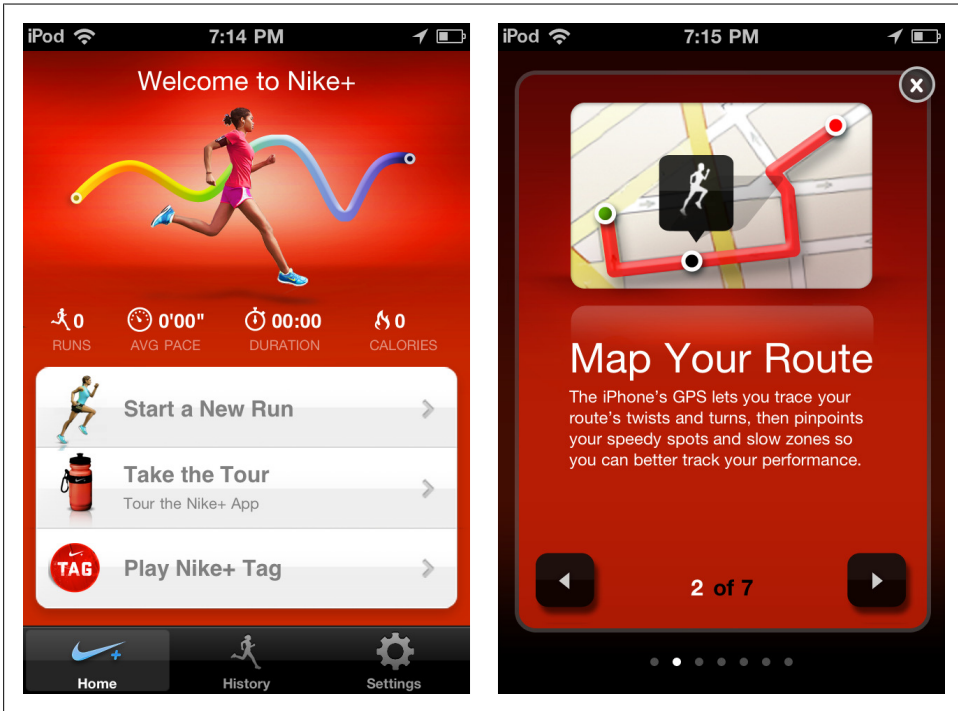 iPod 7:14 PM
Welcome to Nike+
0 0'00" 00:00 0
RUNS AVG PACE DURATION CALORIES
Start a New Run
Take the Tour
Tour the Nike+ App
TAG Play Nike+ Tag
Home History Settings
iPod 7:15 PM
x
Map Your Route
The iPhone's GPS lets you trace your
route's twists and turns, then pinpoints
your speedy spots and slow zones so
you can better track your performance.
2 of 7